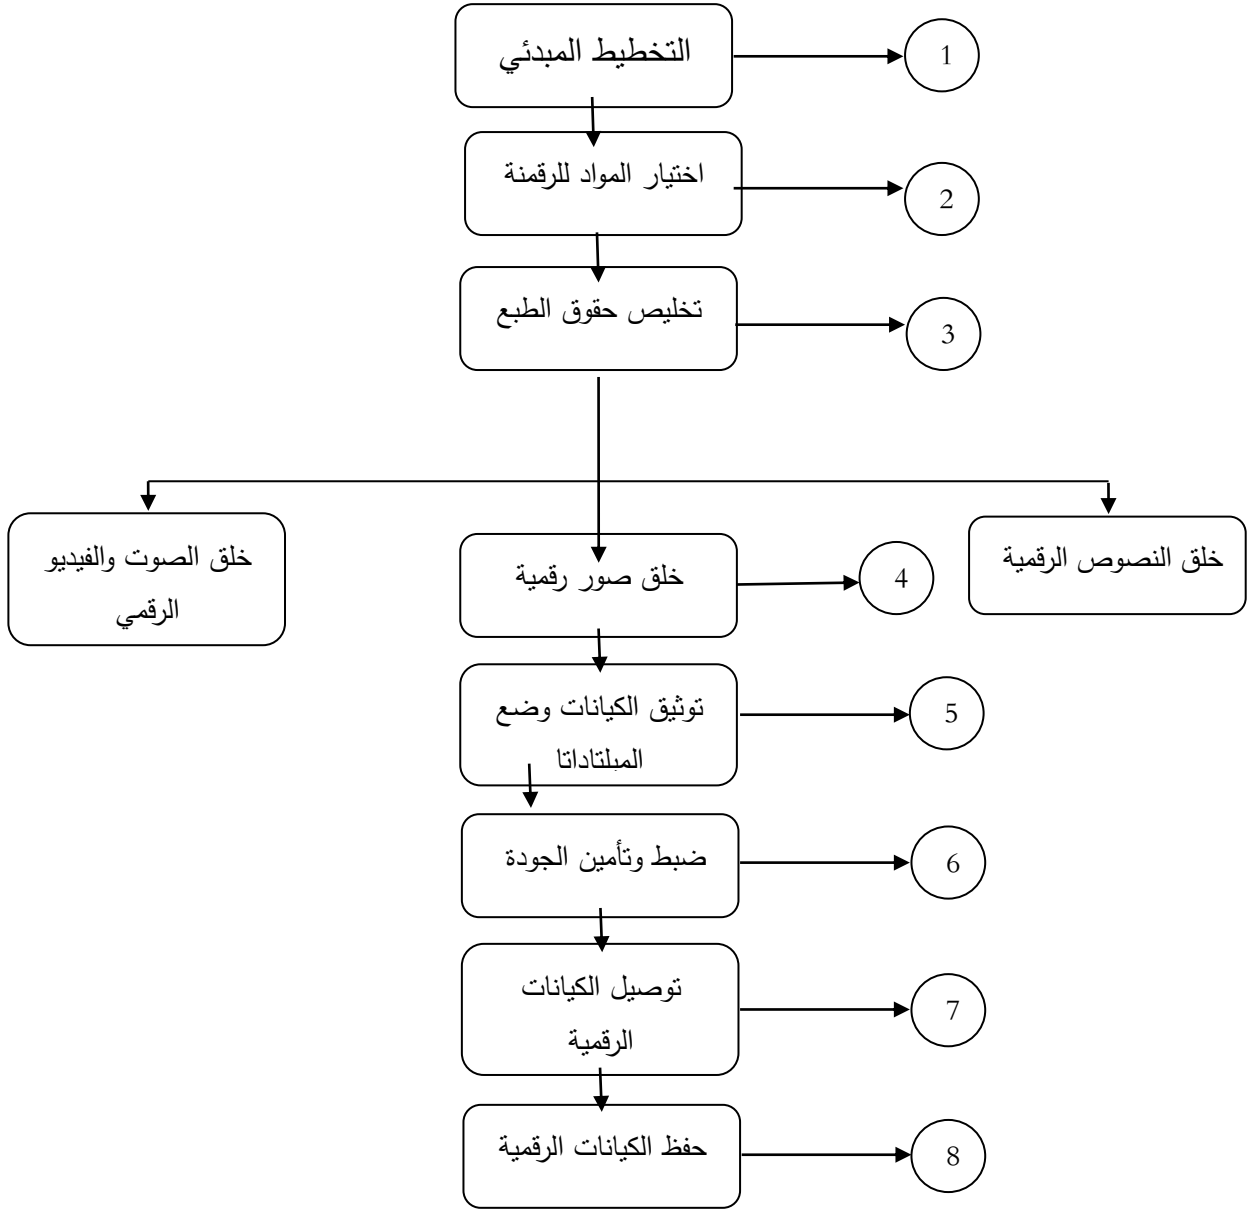 التخطيط المبدئي
1
اختيار المواد للرقمنة
2
تخليص حقوق الطبع
3
خلق النصوص الرقمية
خلق صور رقمية
4
خلق الصوت والفيديو
الرقمي
توثيق الكيانات وضع
المبلتاداتا
5
ضبط وتأمين الجودة
6
توصيل الكيانات
الرقمية
7
حفظ الكيانات الرقمية
8